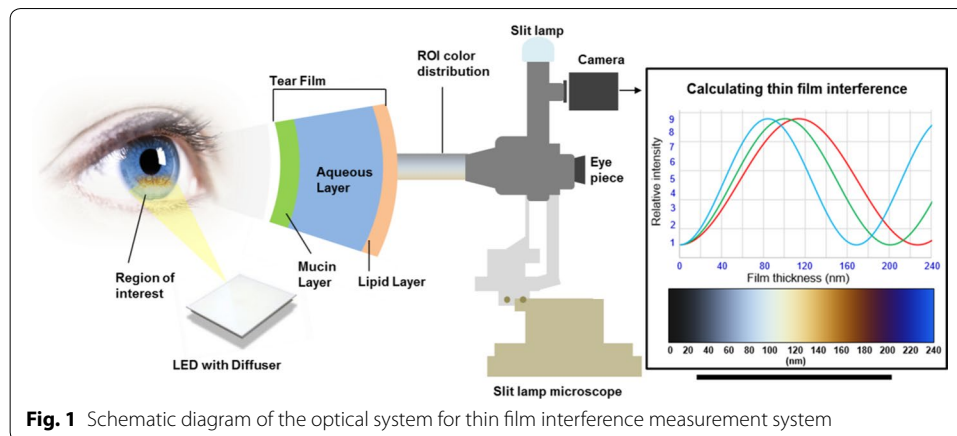 Slit lamp
ROI color
distribution
Camera
Tear Film
Aqueous
Layer
Eye
piece
Mucin
Layer
Lipid Layer
Region of
interest
LED with Diffuser
Slit lamp microscope
Calculating thin film interference
Relative intensity
9
8
7
6
5
4
3
2
1
0 40 80 120 160 200 240
Film thickness (nm)
0 20 40 60 80 100 120 140 160 180 200 220 240
(nm)
Fig. 1 Schematic diagram of the optical system for thin film interference measurement system